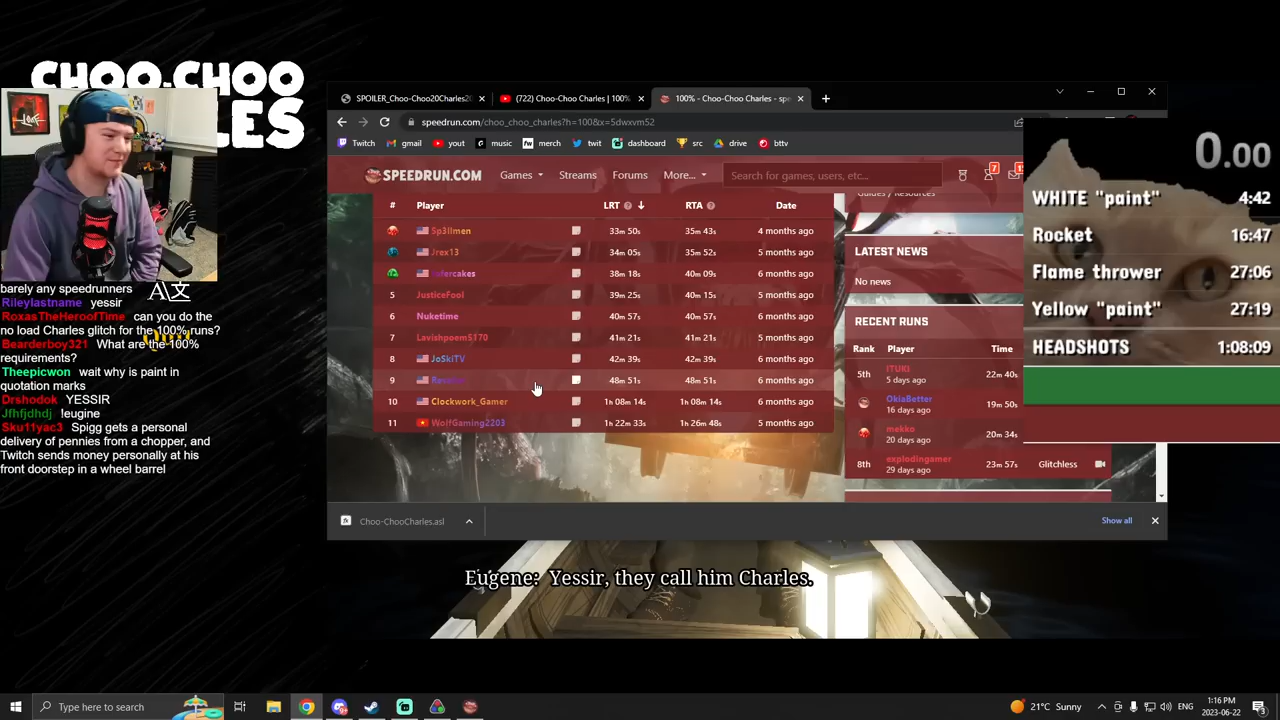 CHOO-CHOO
LES
SPOILER_Choo-Choo20Charles2
(722) Choo-Choo Charles | 100%
100% - Choo-Choo Charles - spe
speedrun.com/choo_choo_charles?h=100&x=5dwxvm52
Twitch gmail yout music merch twit dashboard src drive bttv
SPEEDRUN.COM Games Streams Forums More... Search for games, users, etc... 7
# Player LRT RTA Date
Sp3llmen 33m 50s 35m 43s 4 months ago
Jrex13 34m 05s 35m 52s 5 months ago
38m 18s 40m 09s 6 months ago
5 JusticeFool 39m 25s 40m 15s 5 months ago
6 Nuketime 40m 57s 40m 57s 6 months ago
7 Lavishpoem5170 41m 21s 41m 21s 5 months ago
8 JoSkiTV 42m 39s 42m 39s 6 months ago
9 48m 51s 48m 51s 6 months ago
10 Clockwork_Gamer 1h 08m 14s 1h 08m 14s 6 months ago
11 WolfGaming2203 1h 22m 33s 1h 26m 48s 5 months ago
Guides / Resources
LATEST NEWS
No news
RECENT RUNS
Rank Player Time
5th ITUKI 22m 40s
5 days ago
OkiaBetter 19m 50s
16 days ago
mekko 20m 34s
20 days ago
8th explodingamer 23m 57s Glitchless
29 days ago
0.00
WHITE "paint" 4:42
Rocket 16:47
Flame thrower 27:06
Yellow "paint" 27:19
HEADSHOTS 1:08:09
barely any speedrunners
Rileylastname yessir
RoxasTheHeroofTime can you do the
no load Charles glitch for the 100% runs?
Bearderboy321 What are the 100%
requirements?
Theepicwon wait why is paint in
quotation marks
Drshodok YESSIR
Jfhfjdhdj !eugine
Sku11yac3 Spigg gets a personal
delivery of pennies from a chopper, and
Twitch sends money personally at his
front doorstep in a wheel barrel
A文
Choo-ChooCharles.asl
Show all
Eugene: Yessir, they call him Charles.
Type here to search
21°C Sunny
ENG
1:16 PM
2023-06-22
3